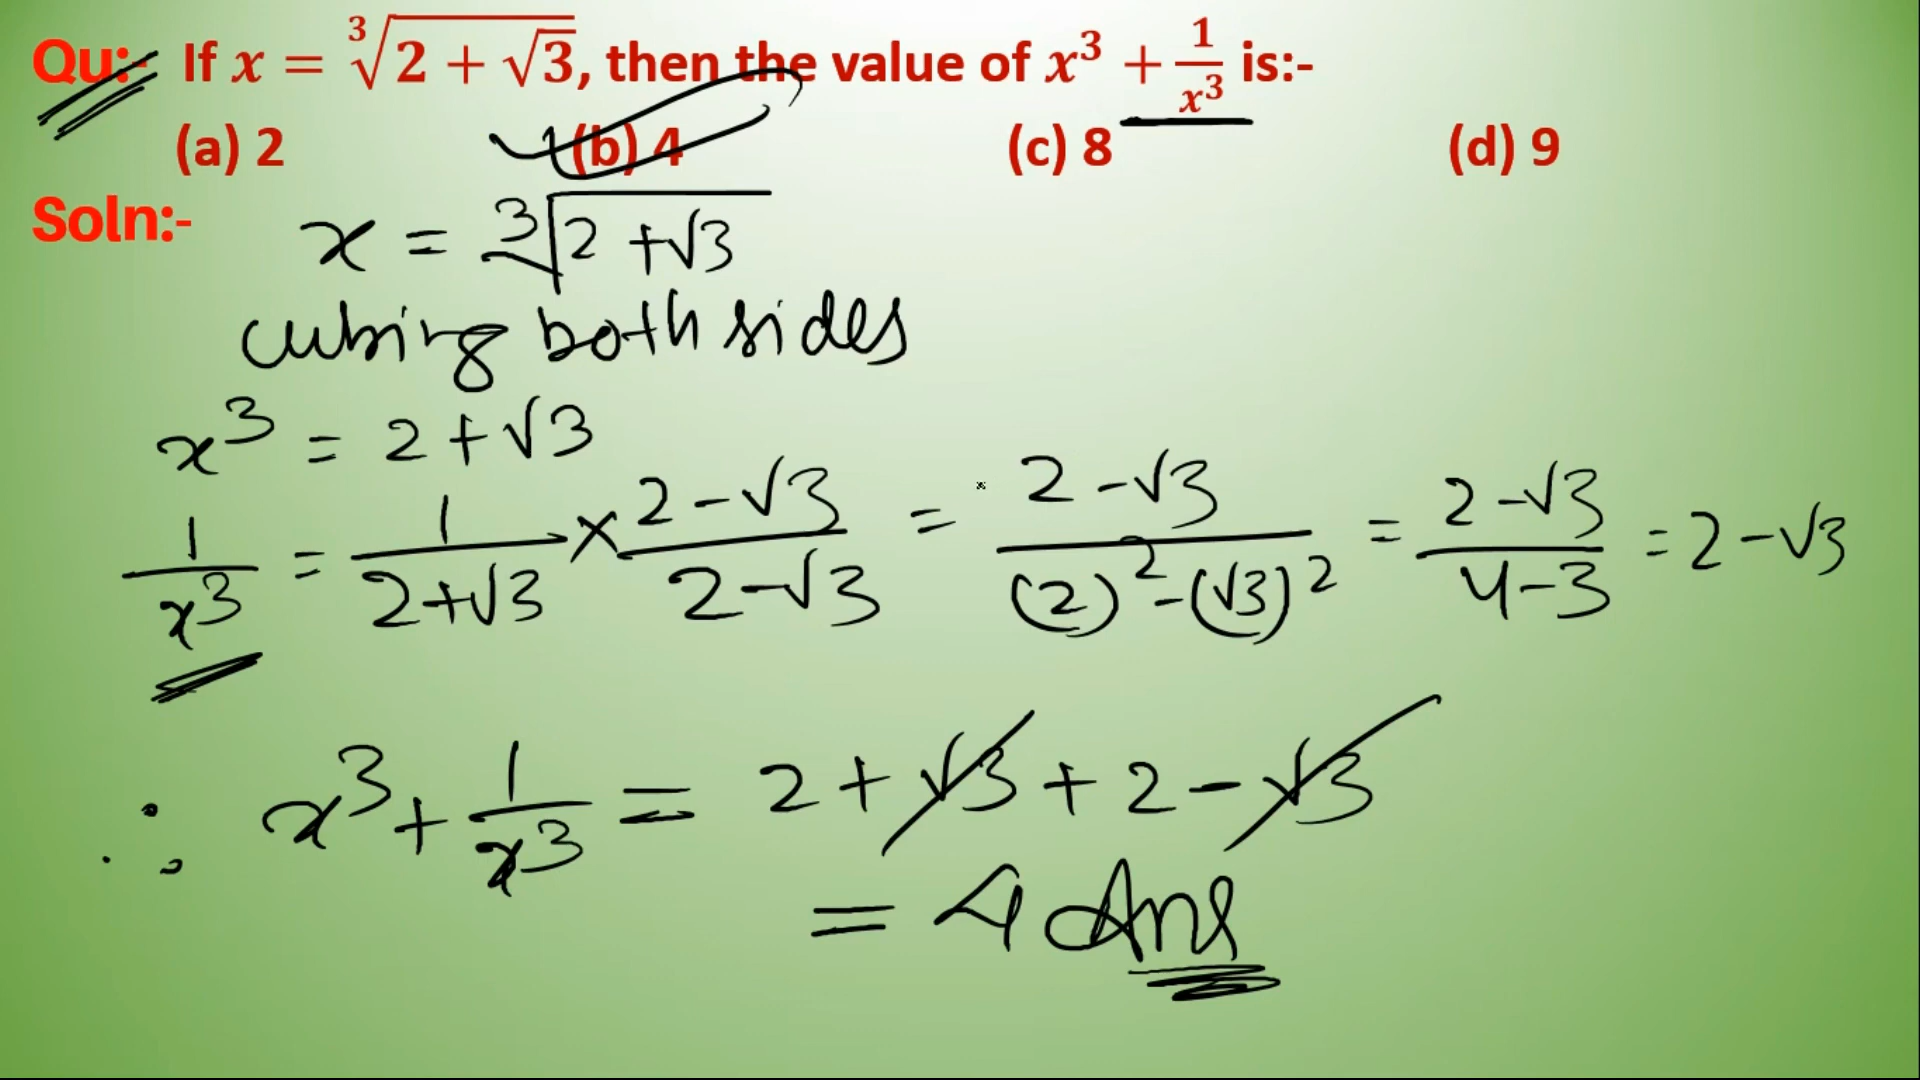 Qu:- If x = ∛(2 + √3), then the value of x³ + 1/x³ is:-
(a) 2 (b) 4 (c) 8 (d) 9
Soln:- x = ∛(2 + √3)
cubing both sides
x³ = 2 + √3
1/x³ = 1/(2+√3) × (2-√3)/(2-√3) = (2-√3)/((2)²-(√3)²) = (2-√3)/(4-3) = 2-√3
∴ x³ + 1/x³ = 2 + √3 + 2 - √3
= 4 Ans